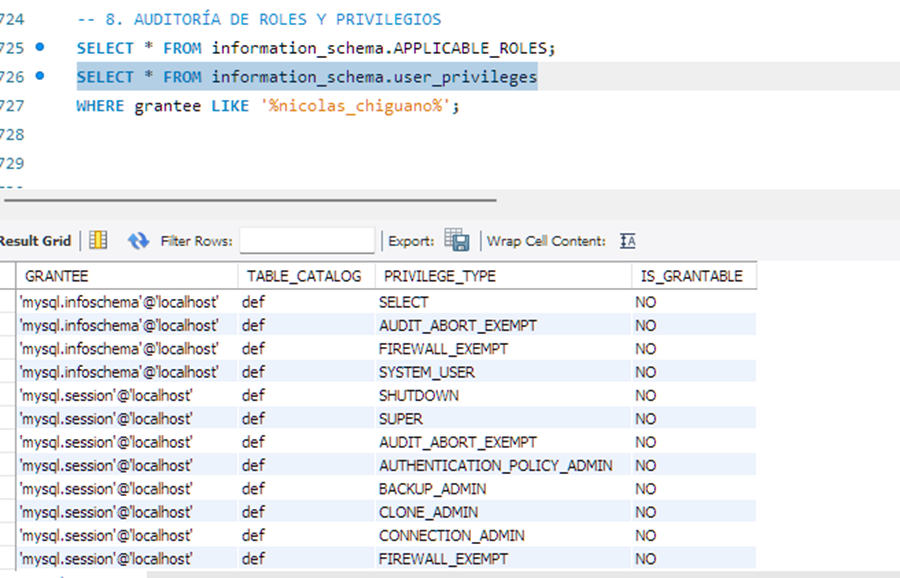 724 -- 8. AUDITORÍA DE ROLES Y PRIVILEGIOS
725 SELECT * FROM information_schema.APPLICABLE_ROLES;
726 SELECT * FROM information_schema.user_privileges
727 WHERE grantee LIKE '%nicolas_chiguano%';
728
729
Result Grid Filter Rows: Export: Wrap Cell Content: IA
GRANTEE TABLE_CATALOG PRIVILEGE_TYPE IS_GRANTABLE
'mysql.infoschema'@'localhost' def SELECT NO
'mysql.infoschema'@'localhost' def AUDIT_ABORT_EXEMPT NO
'mysql.infoschema'@'localhost' def FIREWALL_EXEMPT NO
'mysql.infoschema'@'localhost' def SYSTEM_USER NO
'mysql.session'@'localhost' def SHUTDOWN NO
'mysql.session'@'localhost' def SUPER NO
'mysql.session'@'localhost' def AUDIT_ABORT_EXEMPT NO
'mysql.session'@'localhost' def AUTHENTICATION_POLICY_ADMIN NO
'mysql.session'@'localhost' def BACKUP_ADMIN NO
'mysql.session'@'localhost' def CLONE_ADMIN NO
'mysql.session'@'localhost' def CONNECTION_ADMIN NO
'mysql.session'@'localhost' def FIREWALL_EXEMPT NO